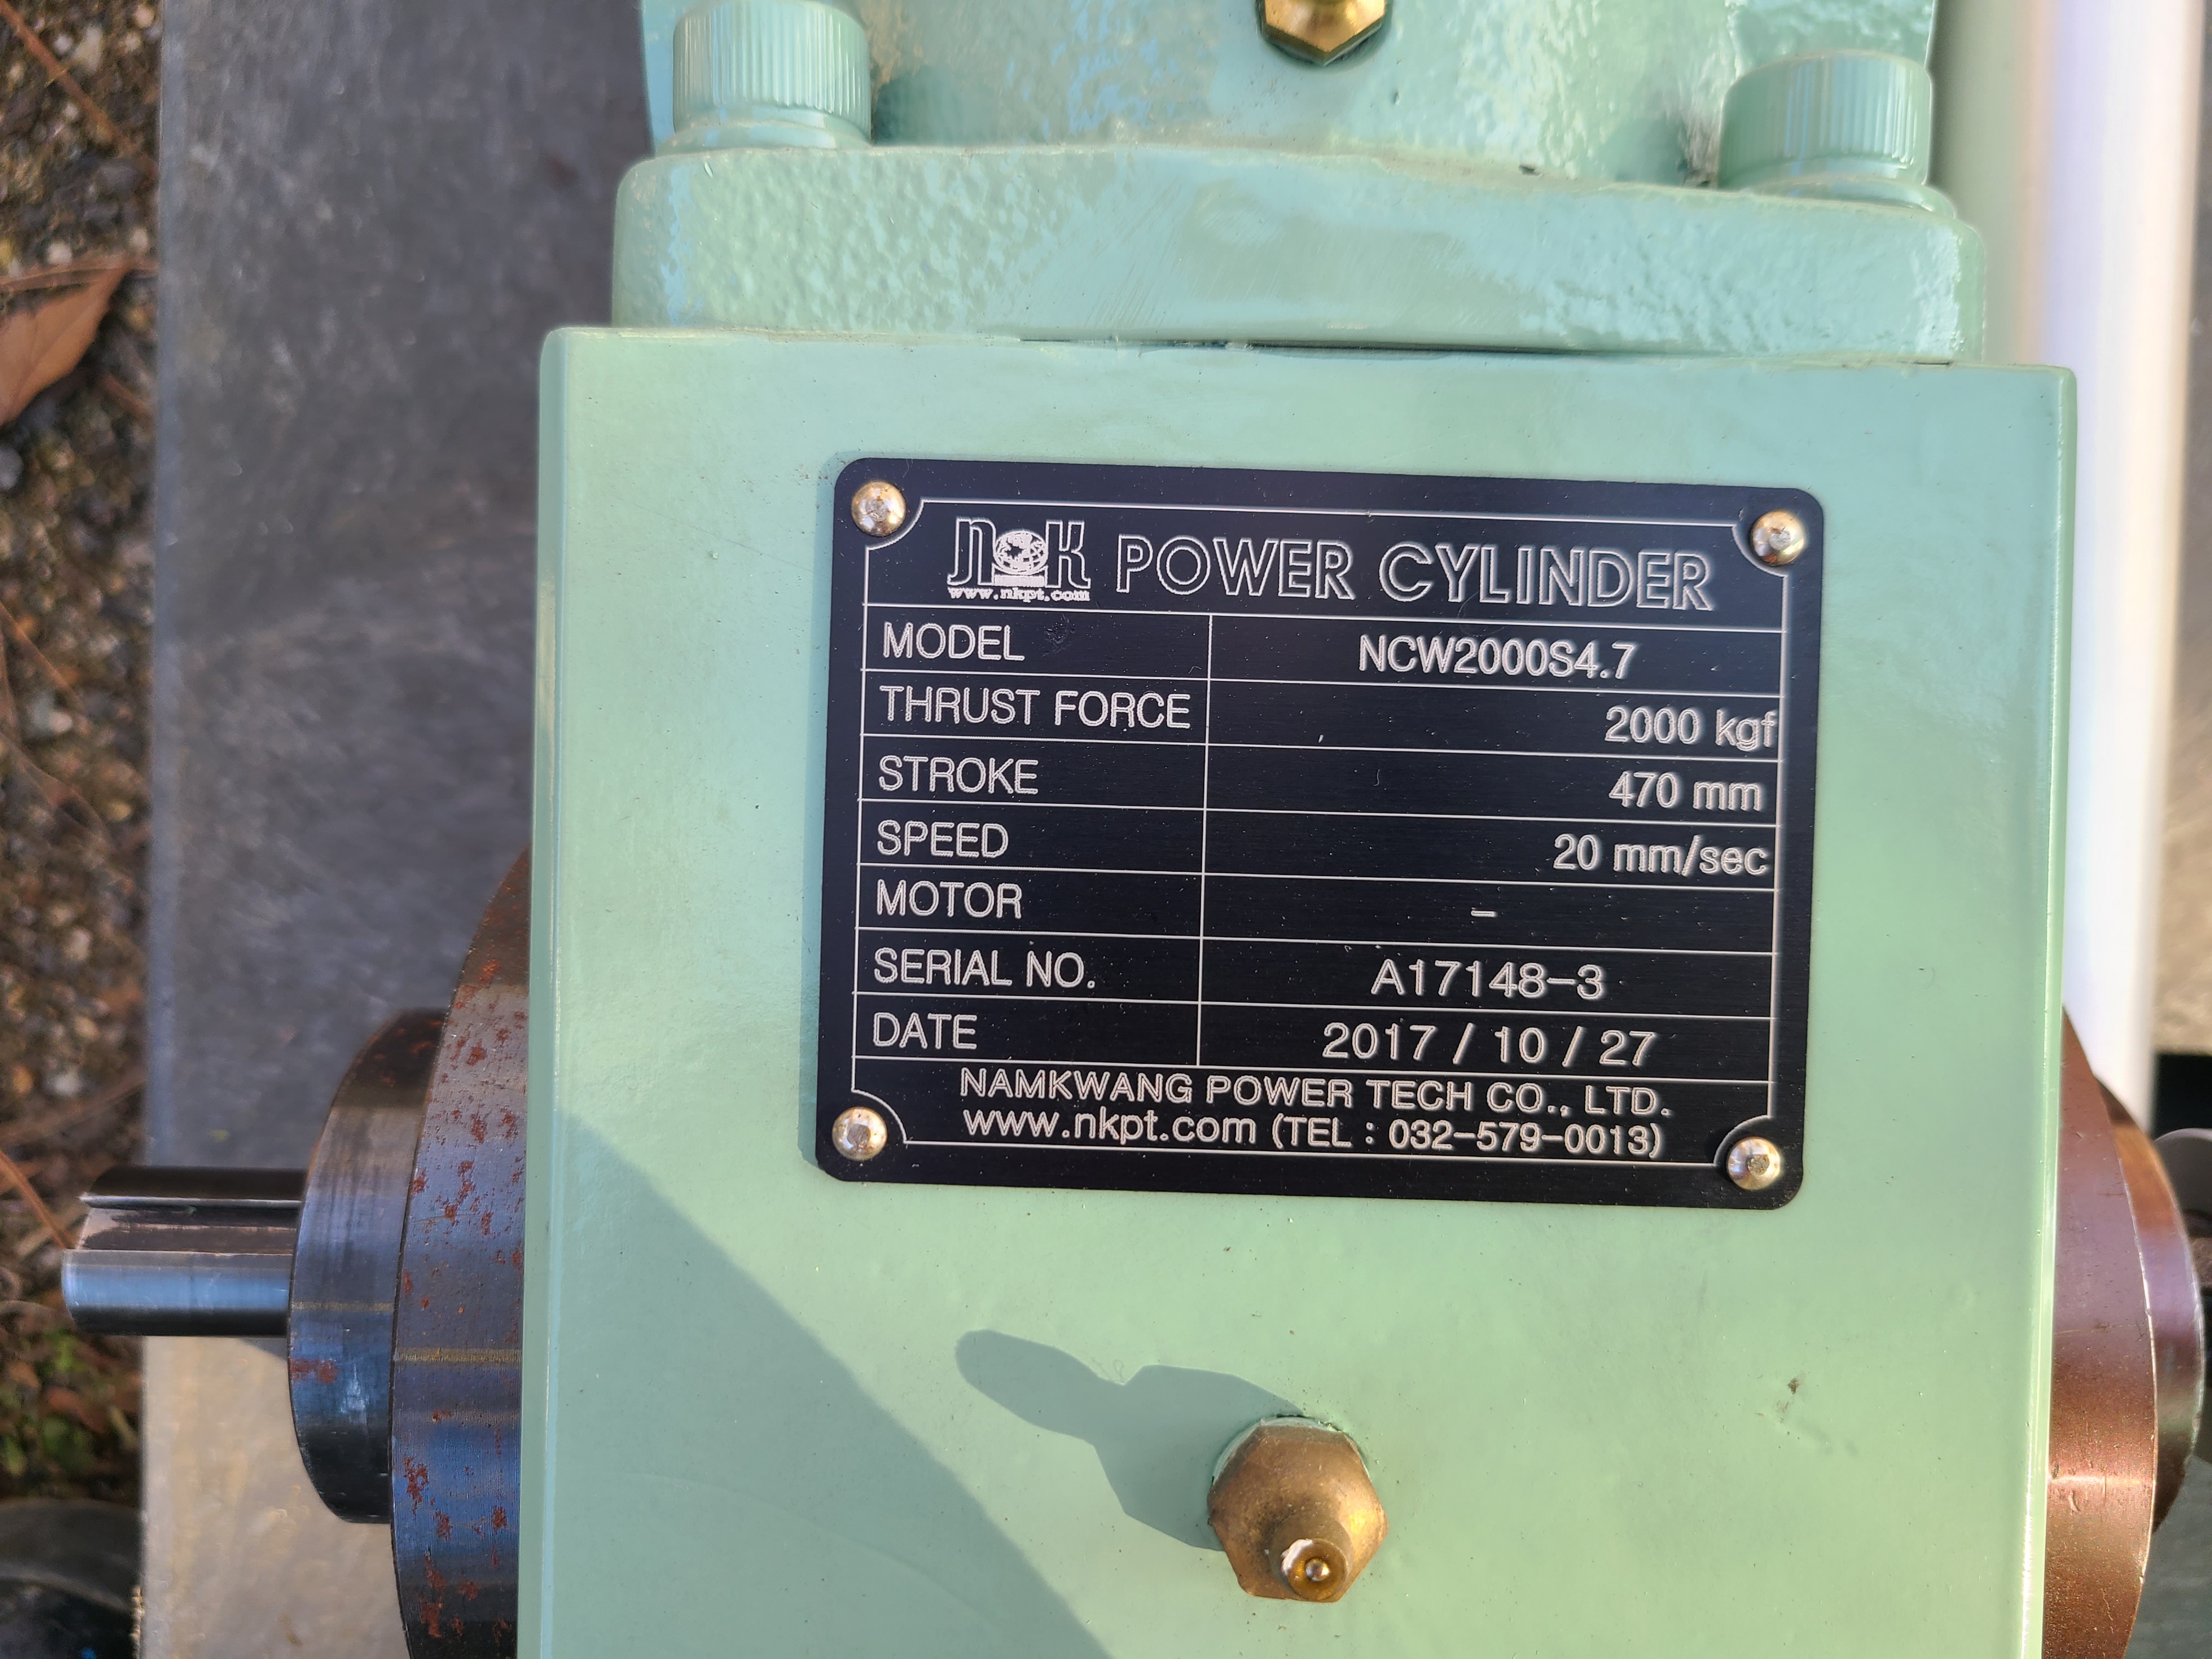 NK POWER CYLINDER
www.nkpt.com
MODEL NCW2000S4.7
THRUST FORCE 2000 kgf
STROKE 470 mm
SPEED 20 mm/sec
MOTOR –
SERIAL NO. A17148-3
DATE 2017 / 10 / 27
NAMKWANG POWER TECH CO., LTD.
www.nkpt.com (TEL : 032-579-0013)